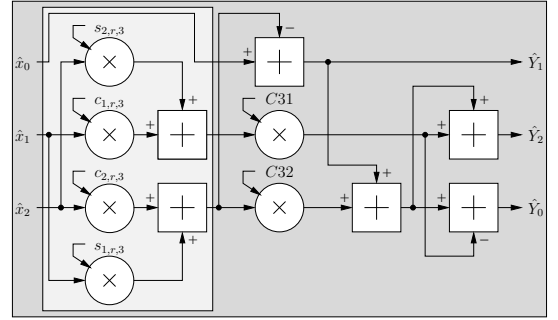 s₂,r,₃
−
x̂₀ + Ŷ₁
c₁,r,₃ + C31 +
x̂₁ + Ŷ₂
+
c₂,r,₃ C32 +
x̂₂ + + + Ŷ₀
s₁,r,₃ + −